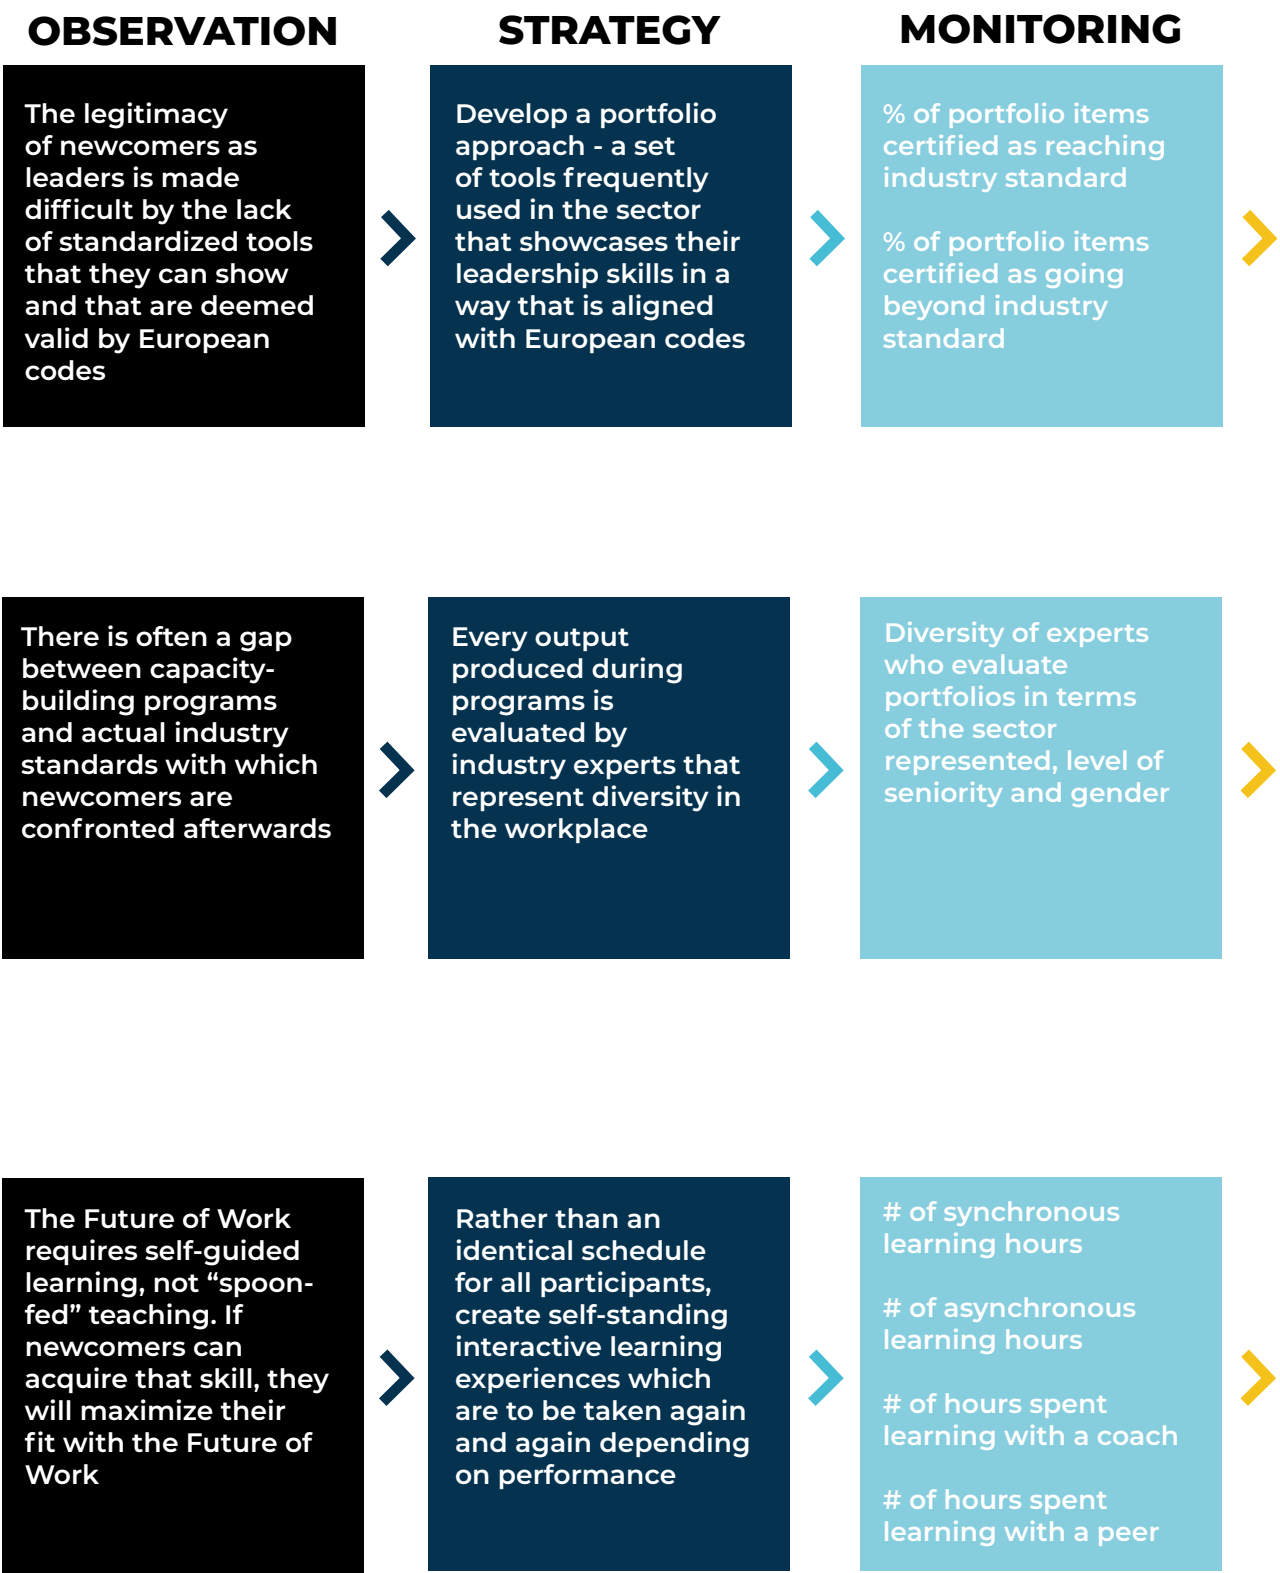 OBSERVATION
STRATEGY
MONITORING
The legitimacy
of newcomers as
leaders is made
difficult by the lack
of standardized tools
that they can show
and that are deemed
valid by European
codes
Develop a portfolio
approach - a set
of tools frequently
used in the sector
that showcases their
leadership skills in a
way that is aligned
with European codes
% of portfolio items
certified as reaching
industry standard
% of portfolio items
certified as going
beyond industry
standard
There is often a gap
between capacity-
building programs
and actual industry
standards with which
newcomers are
confronted afterwards
Every output
produced during
programs is
evaluated by
industry experts that
represent diversity in
the workplace
Diversity of experts
who evaluate
portfolios in terms
of the sector
represented, level of
seniority and gender
The Future of Work
requires self-guided
learning, not “spoon-
fed” teaching. If
newcomers can
acquire that skill, they
will maximize their
fit with the Future of
Work
Rather than an
identical schedule
for all participants,
create self-standing
interactive learning
experiences which
are to be taken again
and again depending
on performance
# of synchronous
learning hours
# of asynchronous
learning hours
# of hours spent
learning with a coach
# of hours spent
learning with a peer